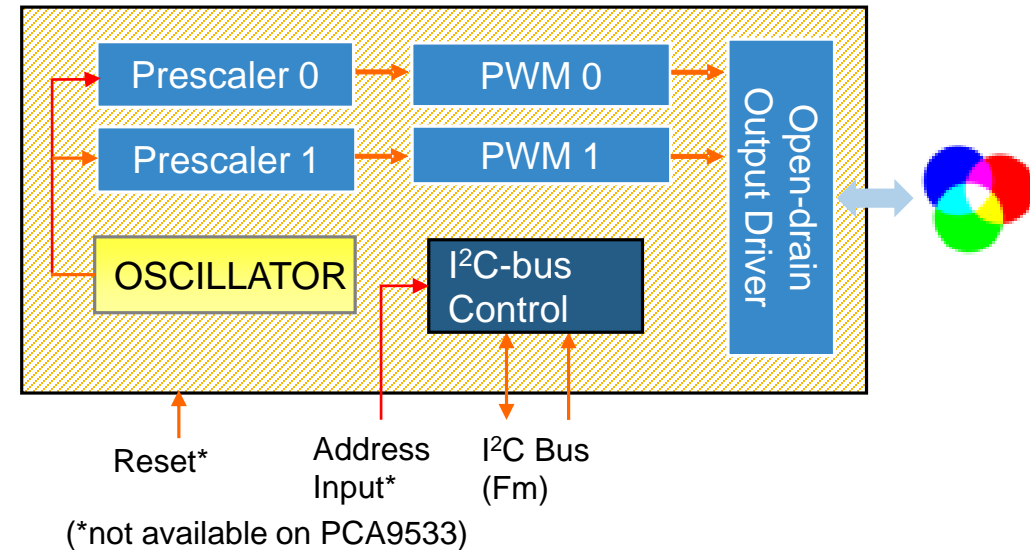 Prescaler 0
PWM 0
Prescaler 1
PWM 1
Open-drain
Output Driver
OSCILLATOR
I²C-bus
Control
Reset*
Address
Input*
I²C Bus
(Fm)
(*not available on PCA9533)